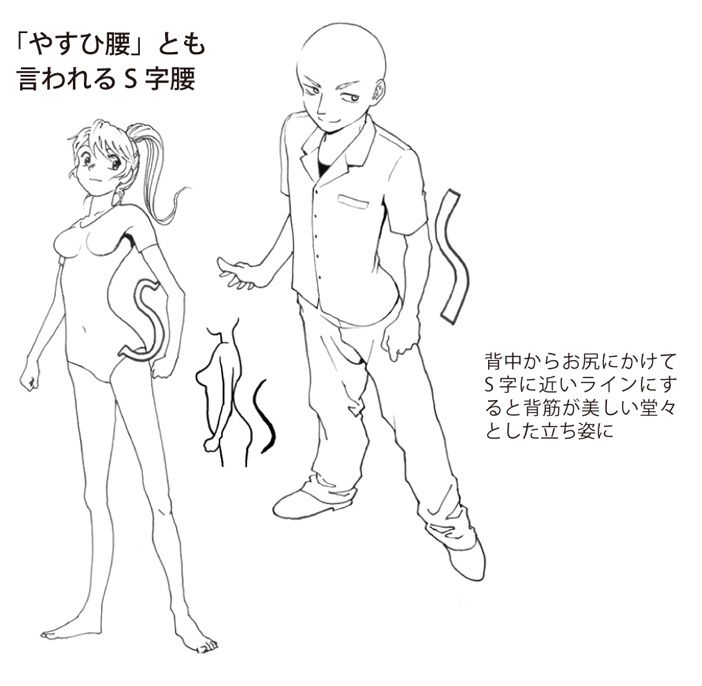 「やすひ腰」とも
言われるS字腰
S
背中からお尻にかけて
S字に近いラインにす
ると背筋が美しい堂々
とした立ち姿に